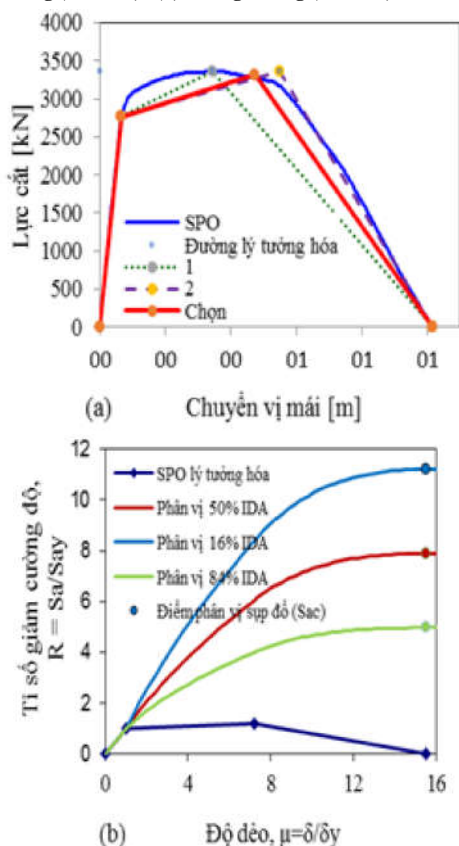 (a)
4000
3500
3000
2500
2000
1500
1000
500
0
Lực cắt [kN]
SPO
Đường lý tưởng hóa
1
2
Chọn
00 00 00 01 01 01
(a) Chuyển vị mái [m]
12
10
8
6
4
2
0
Tỉ số giảm cường độ,
R = Sa/Say
SPO lý tưởng hóa
Phân vị 50% IDA
Phân vị 16% IDA
Phân vị 84% IDA
Điểm phân vị sụp đổ (Sac)
0 4 8 12 16
(b) Độ dẻo, μ=δ/δy